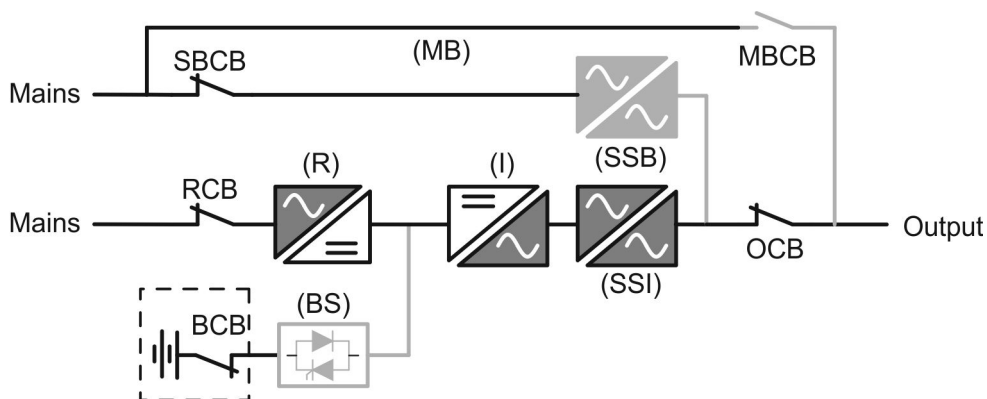 (MB)
MBCB
SBCB
Mains
(SSB)
(R)
(I)
RCB
Mains
Output
OCB
(SSI)
(BS)
BCB